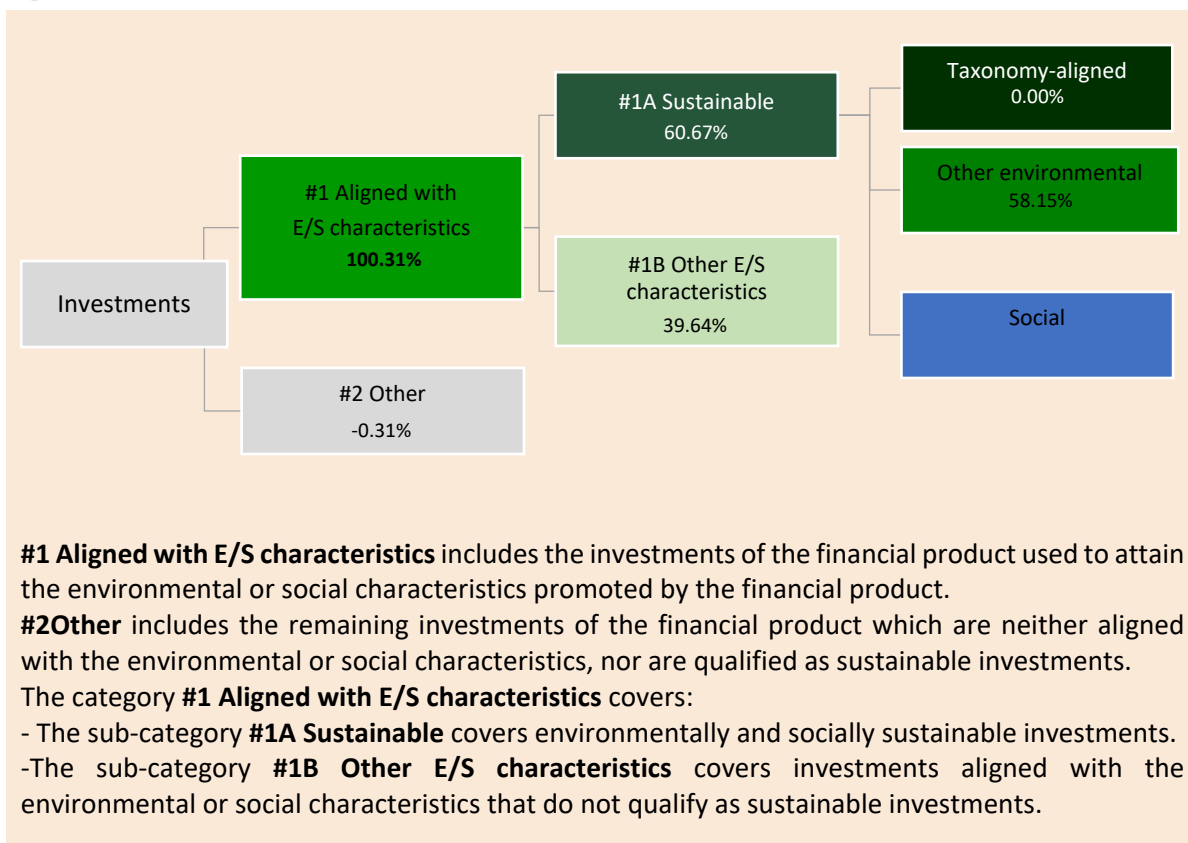 Investments
#1 Aligned with
E/S characteristics
100.31%
#2 Other
-0.31%
#1A Sustainable
60.67%
#1B Other E/S
characteristics
39.64%
Taxonomy-aligned
0.00%
Other environmental
58.15%
Social
#1 Aligned with E/S characteristics includes the investments of the financial product used to attain
the environmental or social characteristics promoted by the financial product.
#2Other includes the remaining investments of the financial product which are neither aligned
with the environmental or social characteristics, nor are qualified as sustainable investments.
The category #1 Aligned with E/S characteristics covers:
- The sub-category #1A Sustainable covers environmentally and socially sustainable investments.
-The sub-category #1B Other E/S characteristics covers investments aligned with the
environmental or social characteristics that do not qualify as sustainable investments.